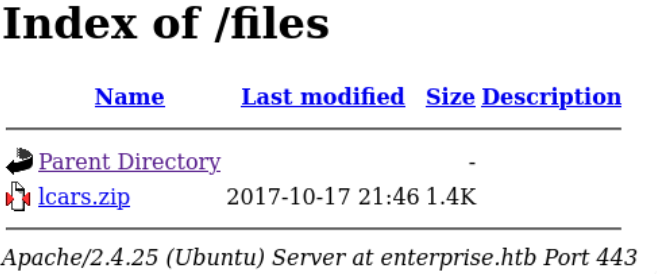 Index of /files
Name Last modified Size Description
Parent Directory -
lcars.zip 2017-10-17 21:46 1.4K
Apache/2.4.25 (Ubuntu) Server at enterprise.htb Port 443